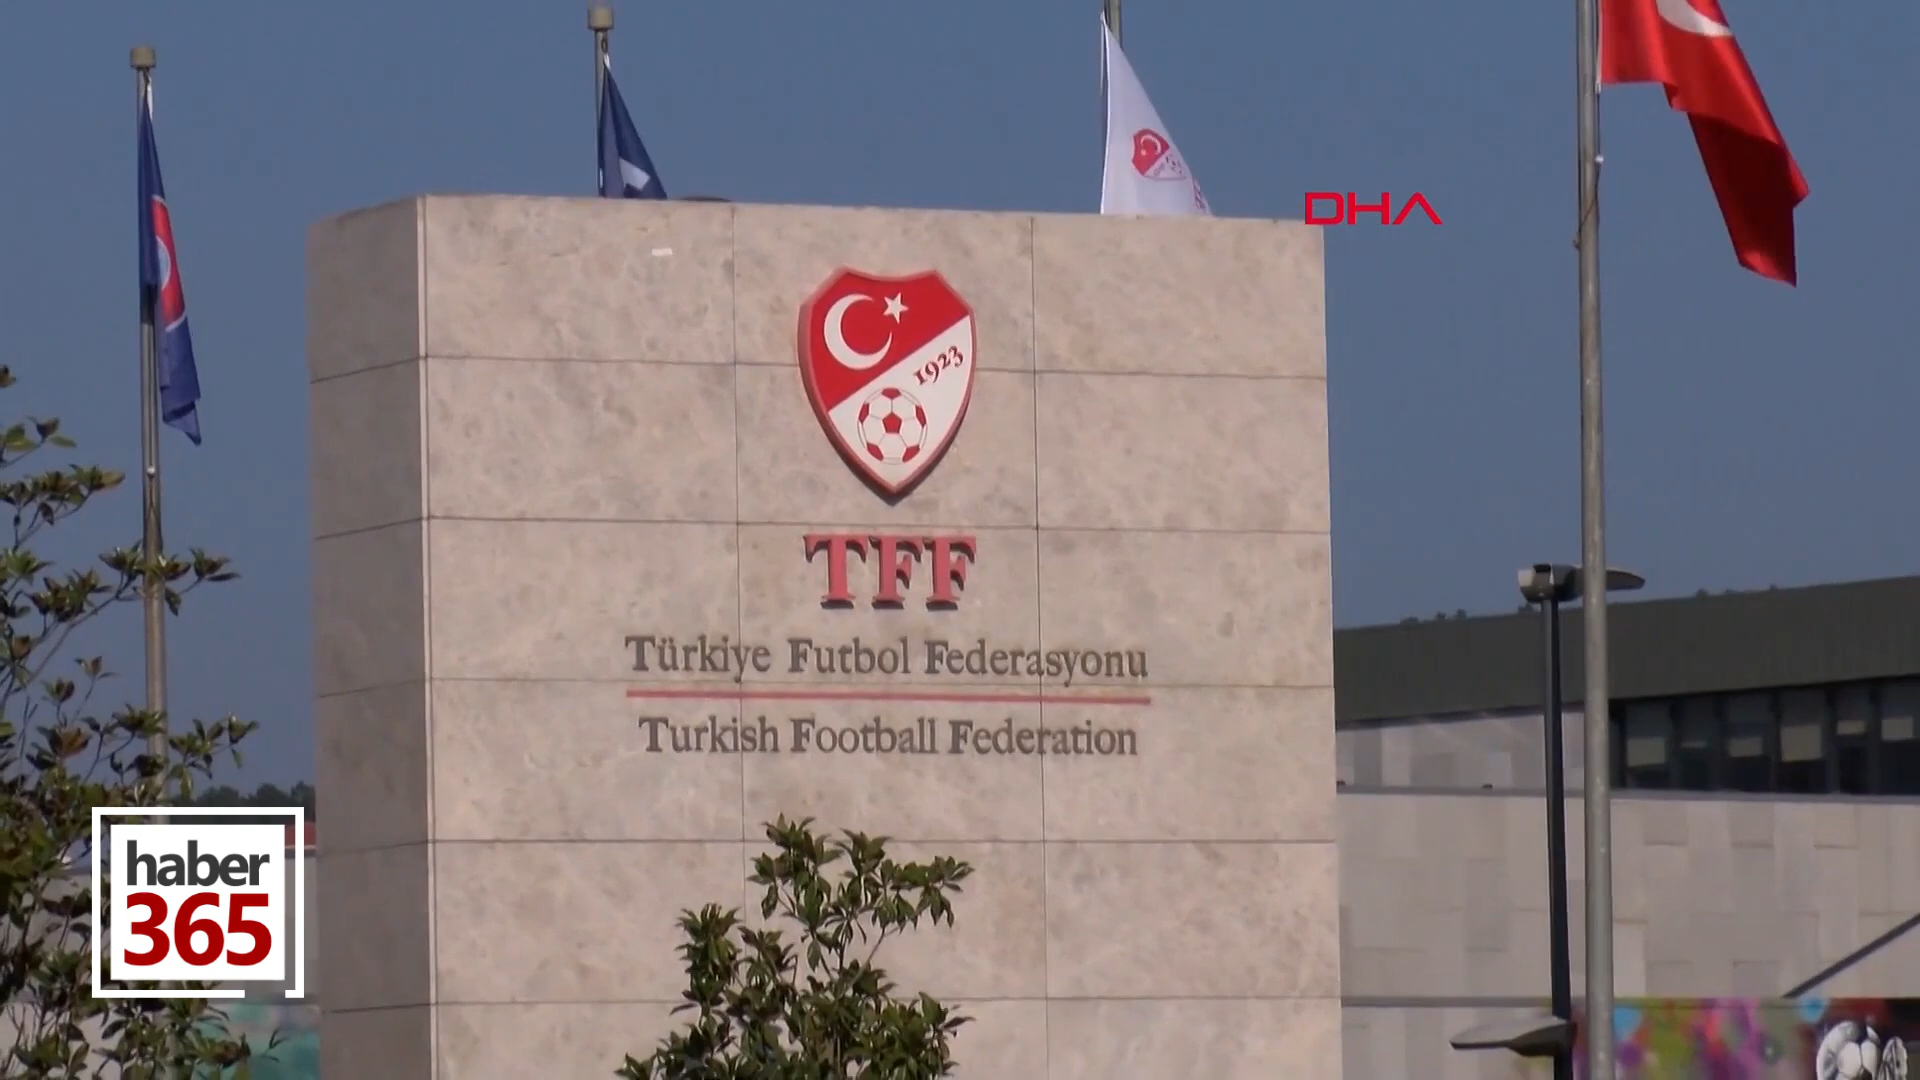 DHA
1923
TFF
Türkiye Futbol Federasyonu
Turkish Football Federation
haber
365